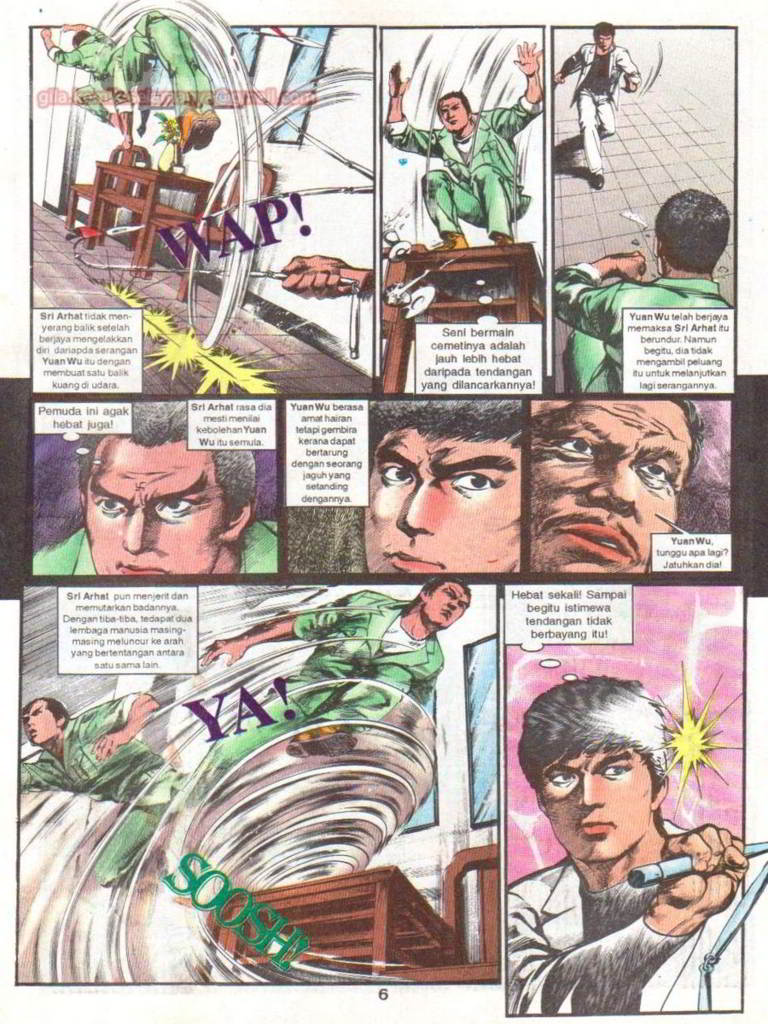 WAP!
Sri Arhat tidak men-
yerang balik setelah
berjaya mengelakkan
diri daripda serangan
Yuan Wu itu dengan
membuat satu balik
kuang di udara.
Seni bermain
cemetinya adalah
jauh lebih hebat
daripada tendangan
yang dilancarkannya!
Yuan Wu telah berjaya
memaksa Sri Arhat itu
berundur. Namun
begitu, dia tidak
mengambil peluang
itu untuk melanjutkan
lagi serangannya.
Pemuda ini agak
hebat juga!
Sri Arhat rasa dia
mesti menilai
kebolehan Yuan
Wu itu semula.
Yuan Wu berasa
amat hairan
tetapi gembira
kerana dapat
bertarung
dengan seorang
jaguh yang
setanding
dengannya.
Yuan Wu,
tunggu apa lagi?
Jatuhkan dia!
Sri Arhat pun menjerit dan
memutarkan badannya.
Dengan tiba-tiba, tedapat dua
lembaga manusia masing-
masing meluncur ke arah
yang bertentangan antara
satu sama lain.
YA!
SOOSH!
Hebat sekali! Sampai
begitu istimewa
tendangan tidak
berbayang itu!
6